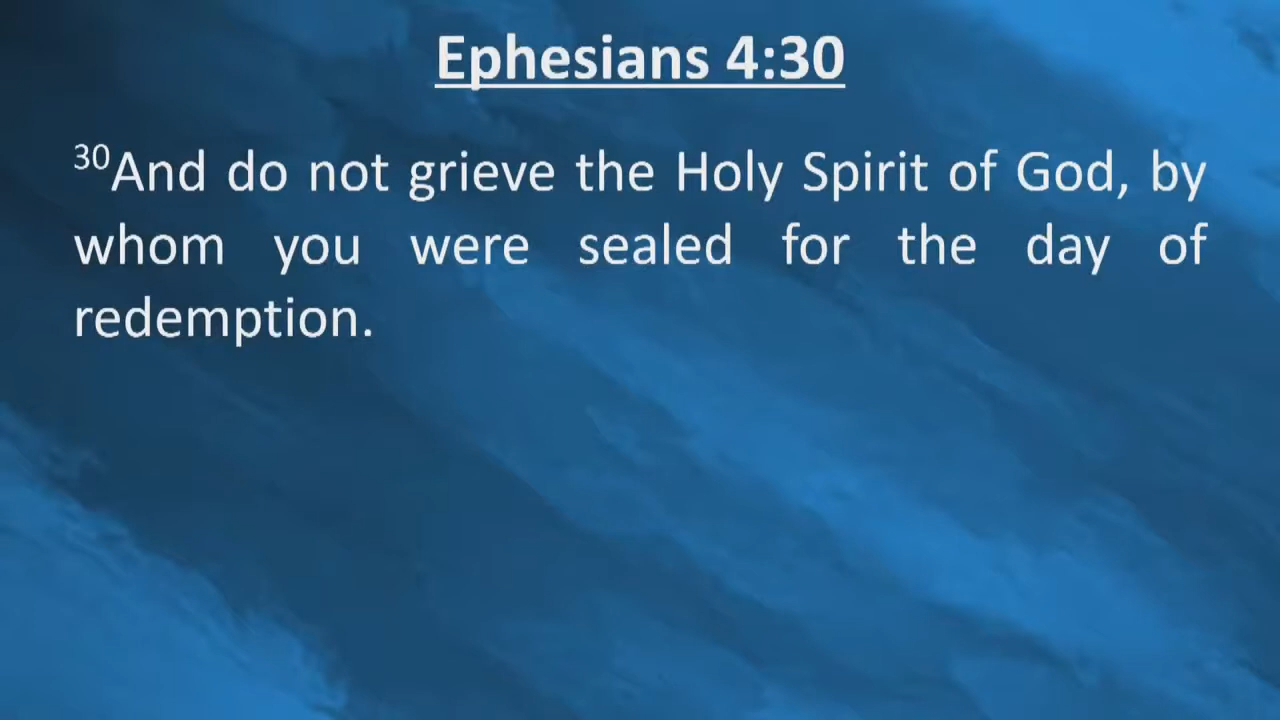 Ephesians 4:30
30And do not grieve the Holy Spirit of God, by
whom you were sealed for the day of
redemption.